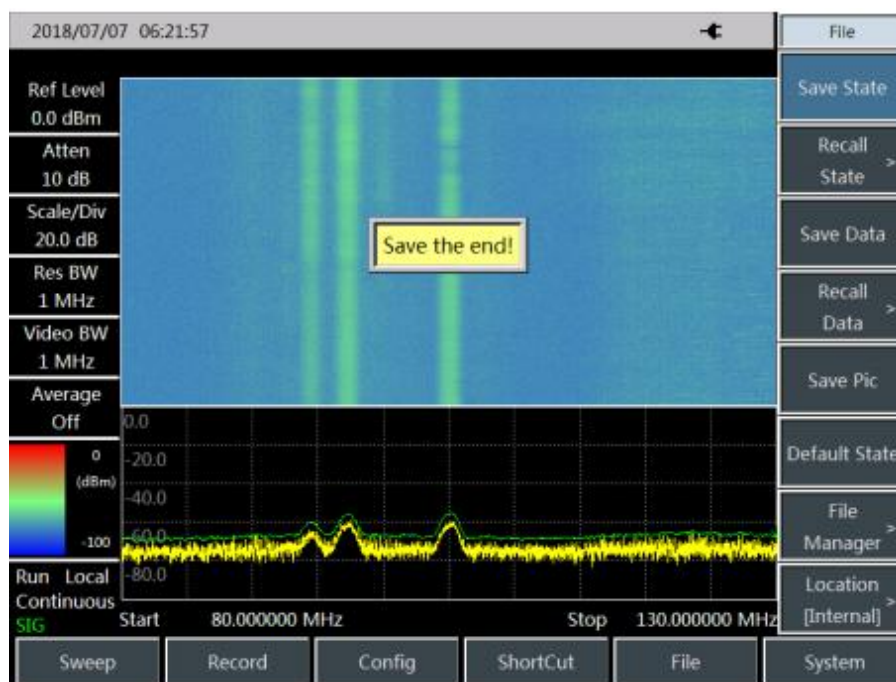 2018/07/07 06:21:57
File
Ref Level
0.0 dBm
Atten
10 dB
Scale/Div
20.0 dB
Res BW
1 MHz
Video BW
1 MHz
Average
Off
0
(dBm)
-100
Run Local
Continuous
SIG
Save the end!
0.0
-20.0
-40.0
-60.0
-80.0
Start 80.000000 MHz Stop 130.000000 MHz
Save State
Recall
State >
Save Data
Recall
Data >
Save Pic
Default State
File
Manager >
Location
[Internal] >
Sweep Record Config ShortCut File System